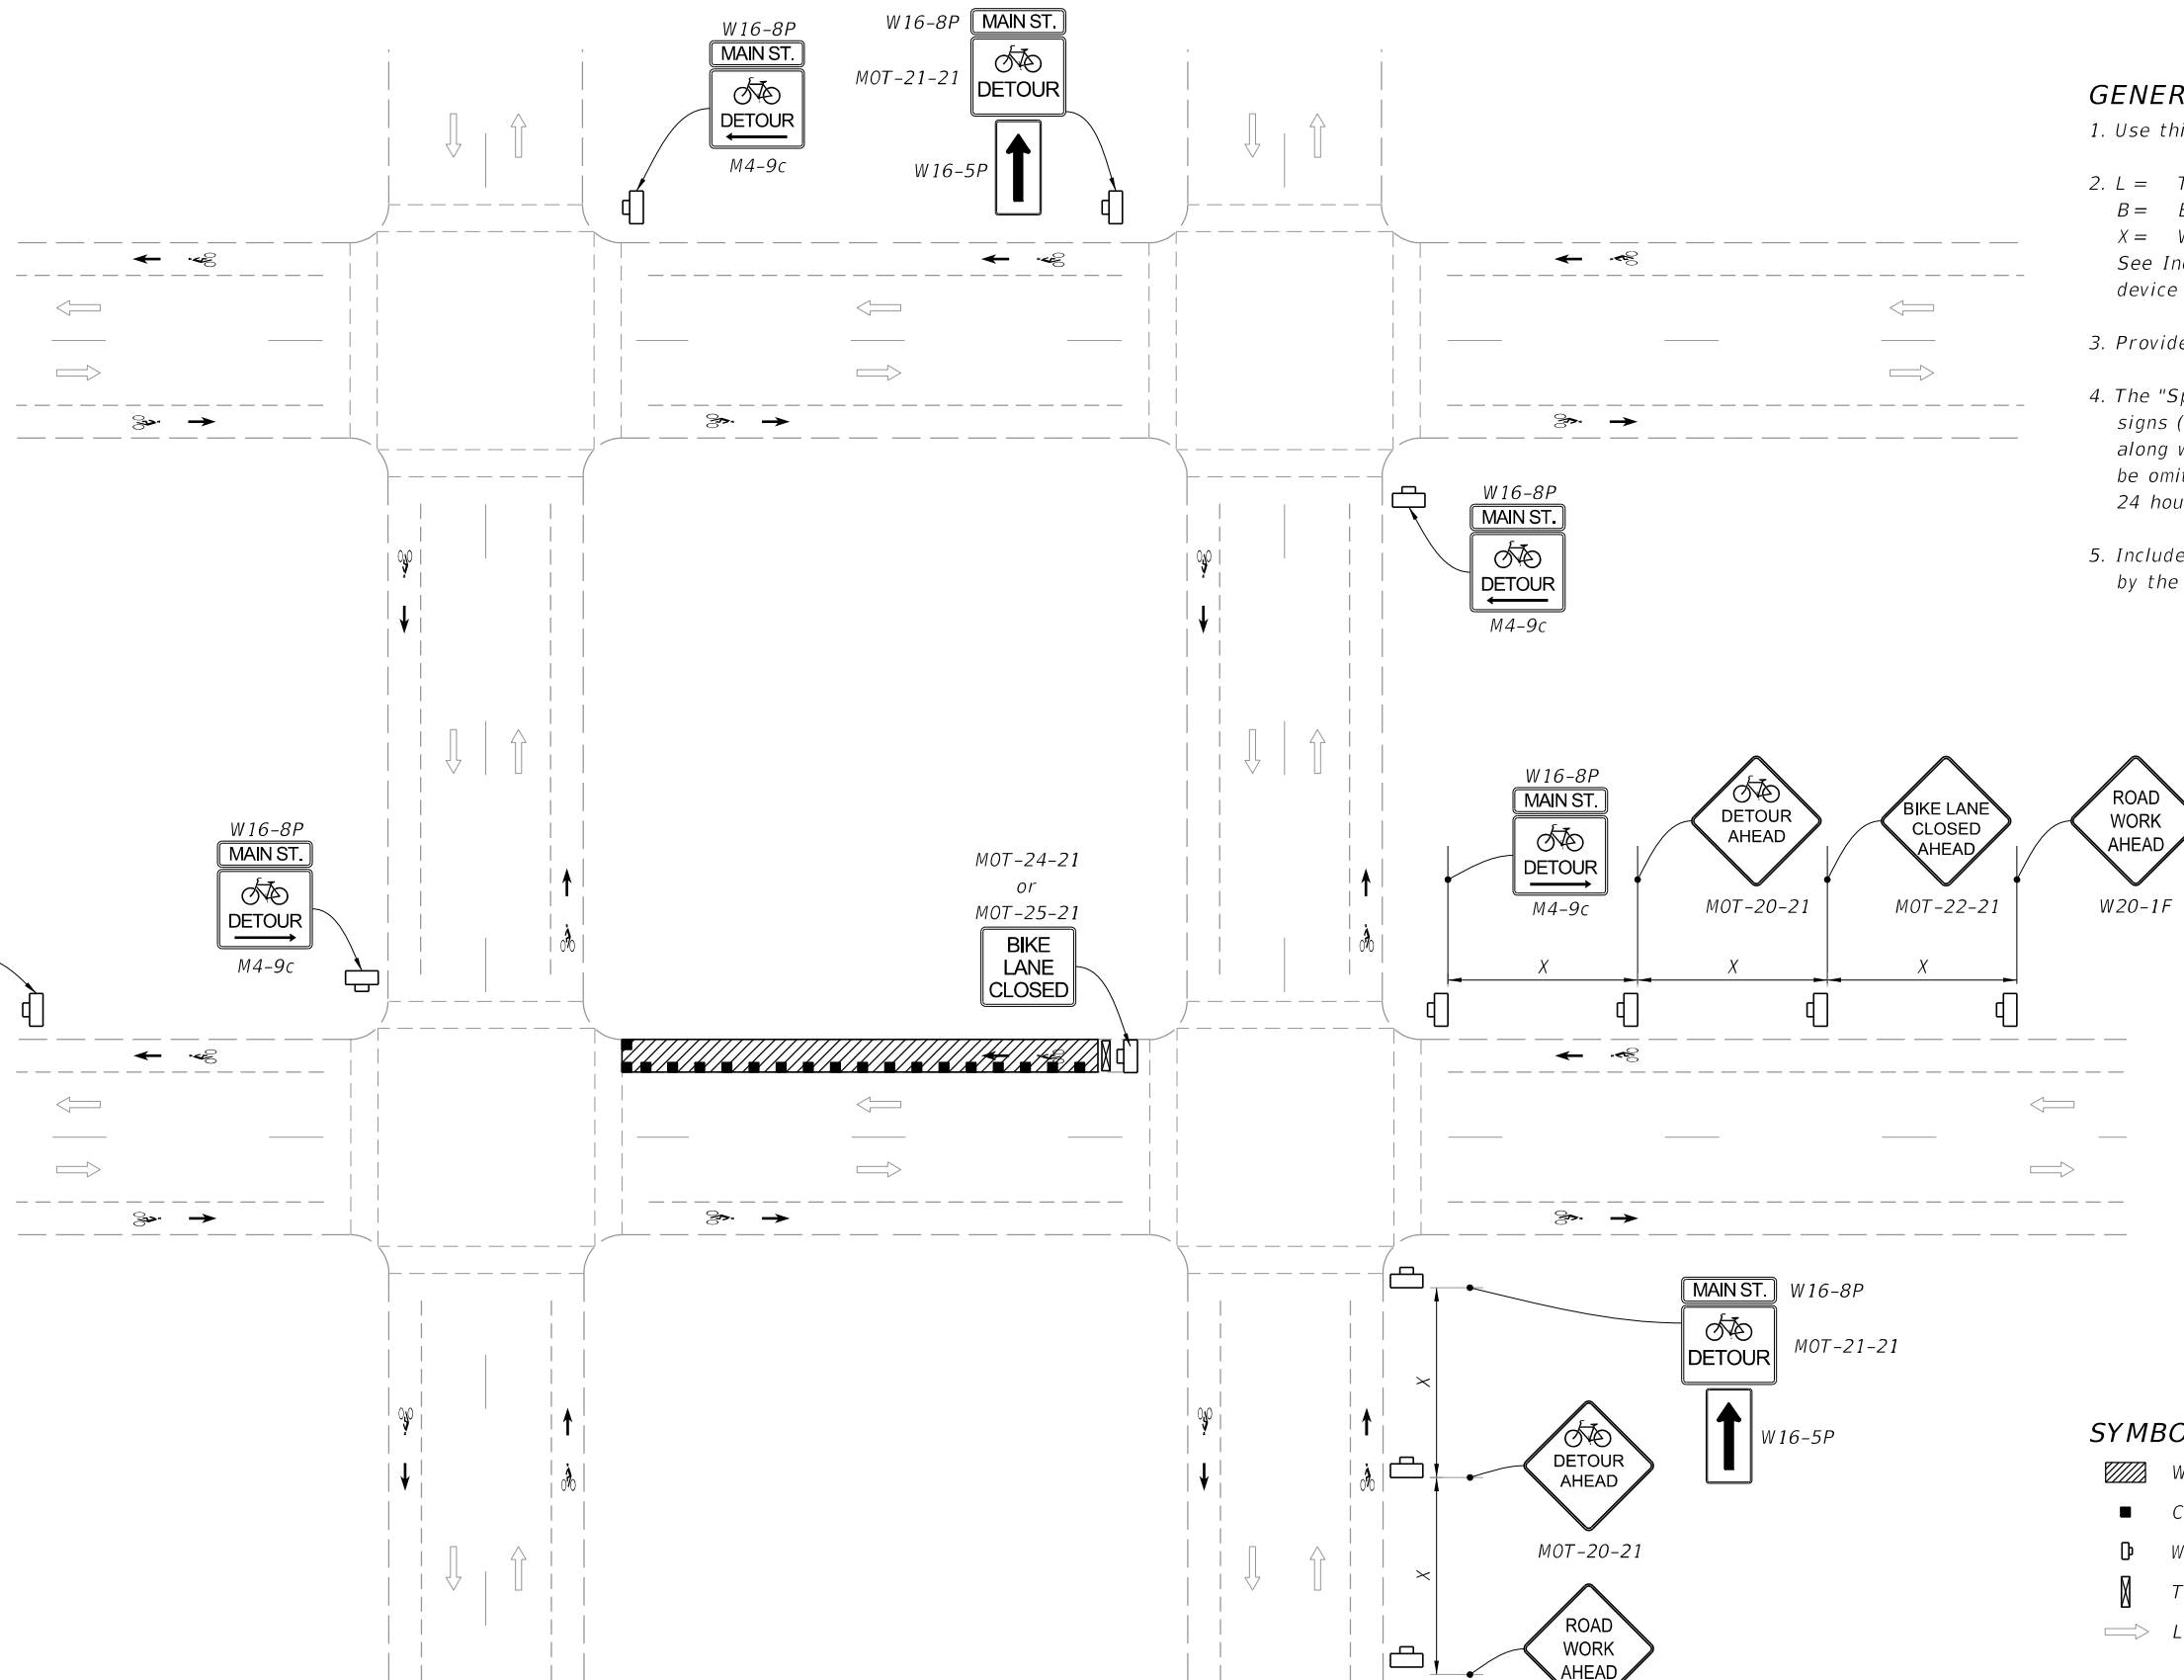 W16-8P
MAIN ST.
DETOUR
M4-9c
W16-8P
MAIN ST.
MOT-21-21
DETOUR
W16-5P
GENER
1. Use thi
2. L =
B =
X =
See In
device
3. Provide
4. The "Sp
signs (
along w
be omit
24 hou
5. Include
by the
W16-8P
MAIN ST.
DETOUR
M4-9c
W16-8P
MAIN ST.
DETOUR
M4-9c
DETOUR
AHEAD
MOT-20-21
BIKE LANE
CLOSED
AHEAD
MOT-22-21
ROAD
WORK
AHEAD
W20-1F
X
X
X
W16-8P
MAIN ST.
DETOUR
M4-9c
MOT-24-21
or
MOT-25-21
BIKE
LANE
CLOSED
MAIN ST.
W16-8P
DETOUR
MOT-21-21
W16-5P
X
DETOUR
AHEAD
MOT-20-21
X
ROAD
WORK
AHEAD
SYMBO
W
C
W
T
L